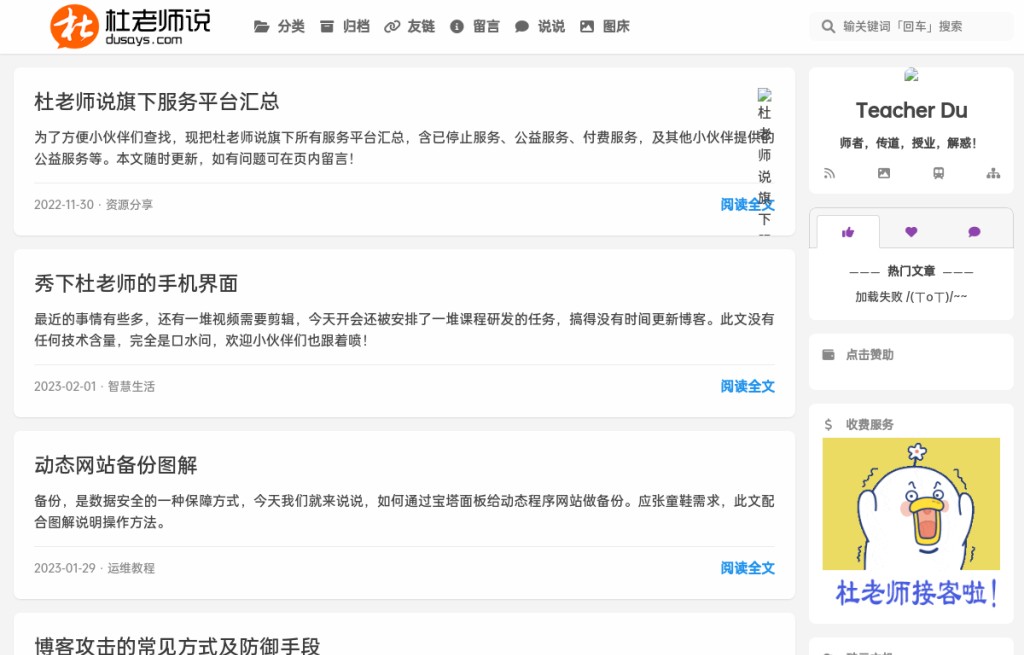 杜老师说
dusays.com
分类 归档 友链 留言 说说 图床
输关键词「回车」搜索
杜老师说旗下服务平台汇总
为了方便小伙伴们查找，现把杜老师说旗下所有服务平台汇总，含已停止服务、公益服务、付费服务，及其他小伙伴提供的
公益服务等。本文随时更新，如有问题可在页内留言！
杜
老
师
说
旗
下
2022-11-30 · 资源分享
阅读全文
秀下杜老师的手机界面
最近的事情有些多，还有一堆视频需要剪辑，今天开会还被安排了一堆课程研发的任务，搞得没有时间更新博客。此文没有
任何技术含量，完全是口水问，欢迎小伙伴们也跟着喷！
2023-02-01 · 智慧生活
阅读全文
动态网站备份图解
备份，是数据安全的一种保障方式，今天我们就来说说，如何通过宝塔面板给动态程序网站做备份。应张童鞋需求，此文配
合图解说明操作方法。
2023-01-29 · 运维教程
阅读全文
博客攻击的常见方式及防御手段
Teacher Du
师者，传道，授业，解惑！
——— 热门文章 ———
加载失败 /(ㄒoㄒ)/~~
点击赞助
收费服务
杜老师接客啦！